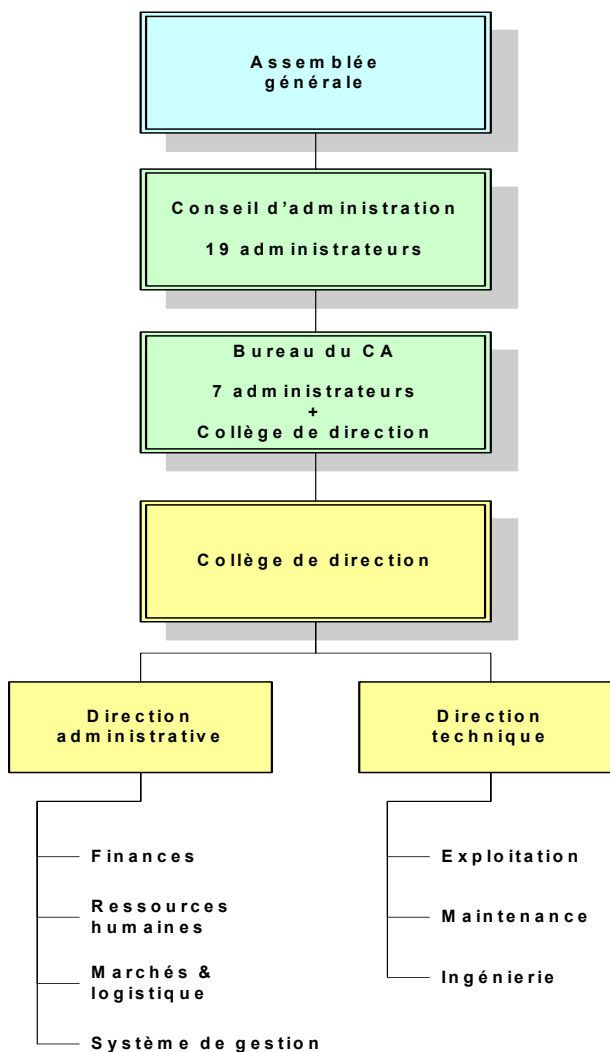 Assemblée
générale
Conseil d'administration
19 administrateurs
Bureau du CA
7 administrateurs
+
Collège de direction
Collège de direction
Direction
administrative
Direction
technique
Finances
Ressources
humaines
Marchés &
logistique
Système de gestion
Exploitation
Maintenance
Ingénierie